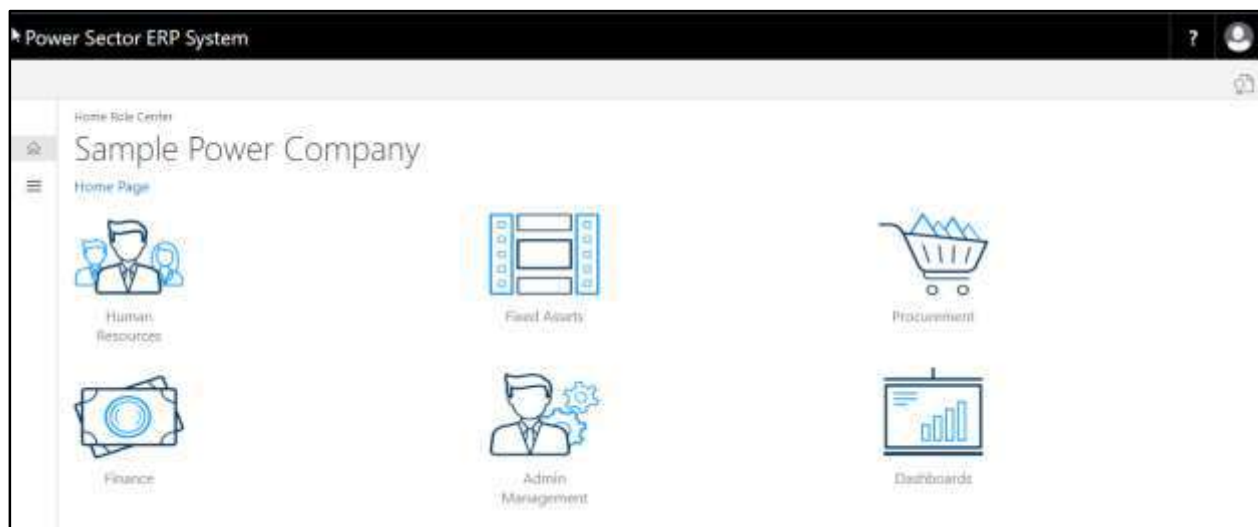 Power Sector ERP System
?
Home Role Center
Sample Power Company
Home Page
Human
Resources
Fixed Assets
Procurement
Finance
Admin
Management
Dashboards